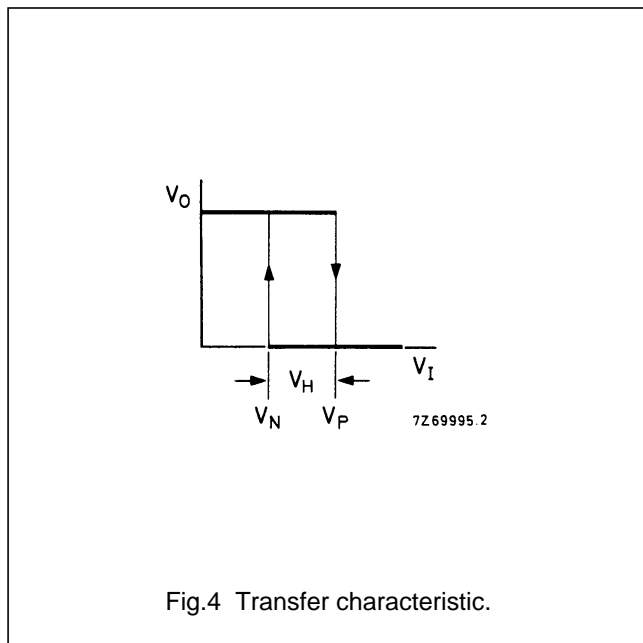 V_O
V_I
V_H
V_N V_P
7Z69995.2
Fig.4 Transfer characteristic.